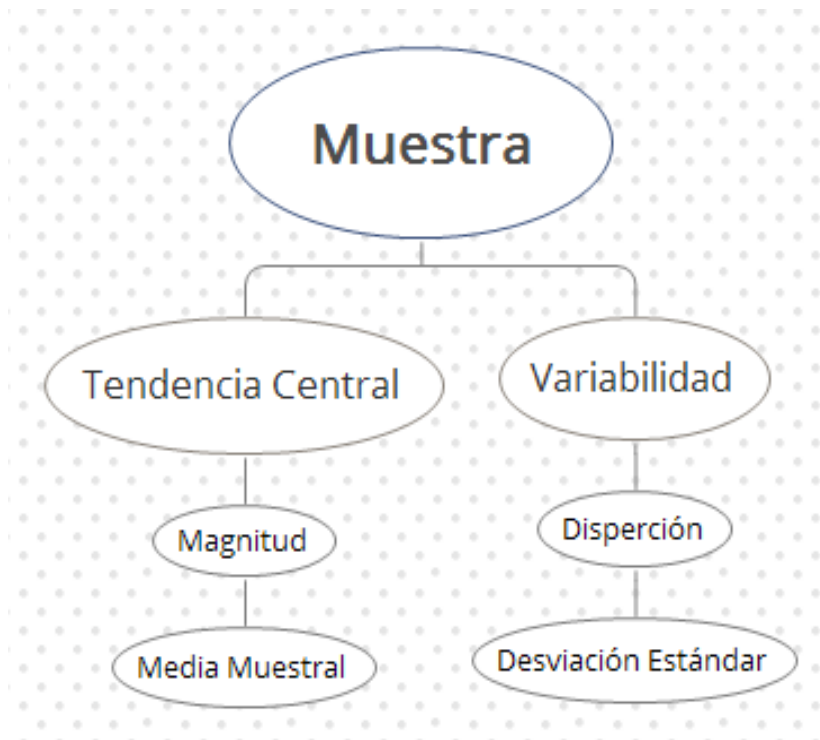 Muestra
Tendencia Central
Variabilidad
Magnitud
Disperción
Media Muestral
Desviación Estándar